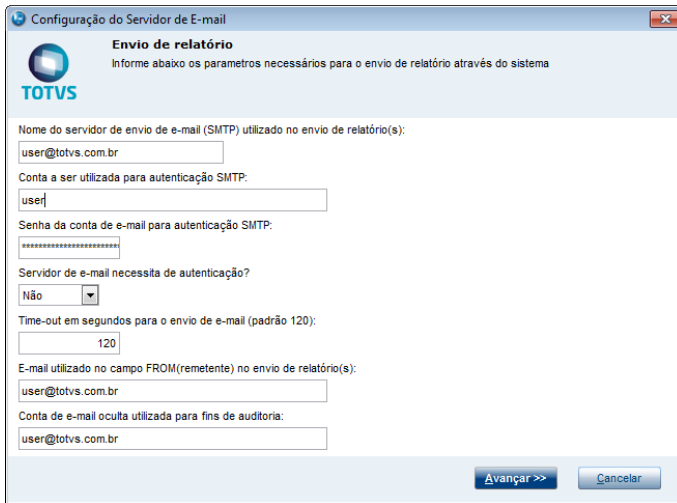 Configuração do Servidor de E-mail
Envio de relatório
Informe abaixo os parametros necessários para o envio de relatório através do sistema
TOTVS
Nome do servidor de envio de e-mail (SMTP) utilizado no envio de relatório(s):
user@totvs.com.br
Conta a ser utilizada para autenticação SMTP:
user
Senha da conta de e-mail para autenticação SMTP:
************************
Servidor de e-mail necessita de autenticação?
Não
Time-out em segundos para o envio de e-mail (padrão 120):
120
E-mail utilizado no campo FROM(remetente) no envio de relatório(s):
user@totvs.com.br
Conta de e-mail oculta utilizada para fins de auditoria:
user@totvs.com.br
Avançar >> Cancelar